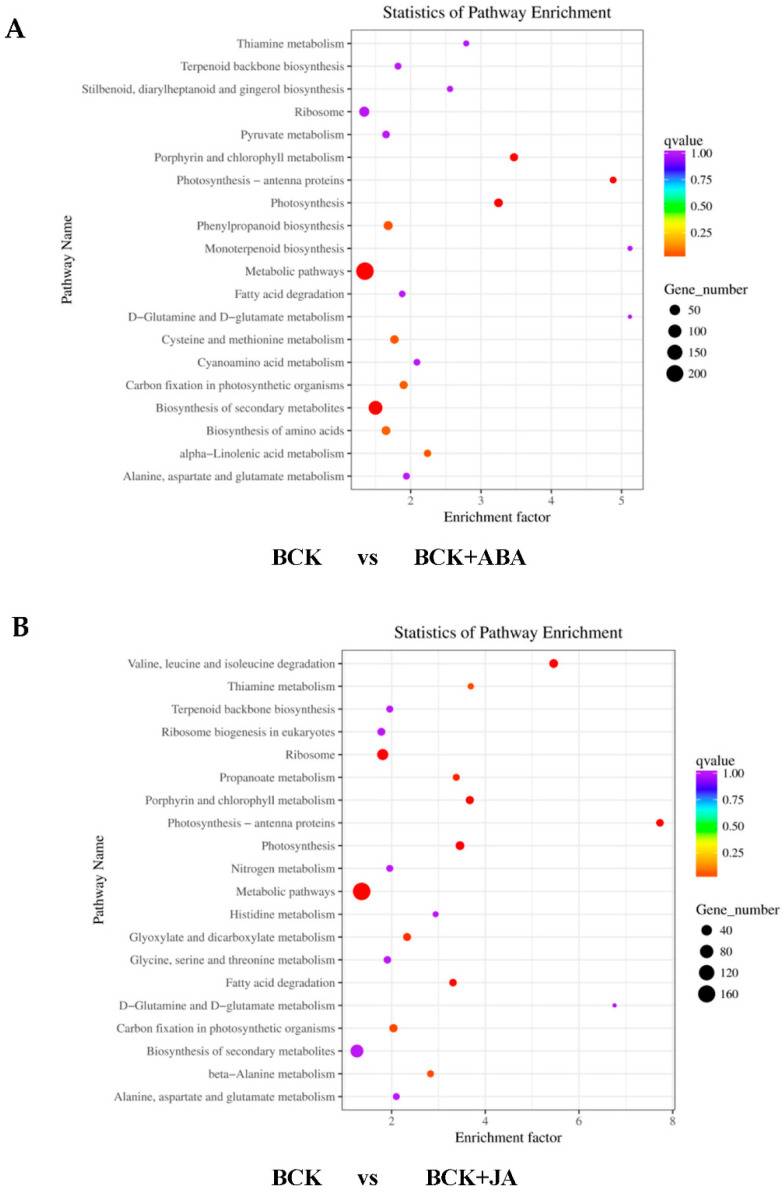 A
Statistics of Pathway Enrichment
Thiamine metabolism
Terpenoid backbone biosynthesis
Stilbenoid, diarylheptanoid and gingerol biosynthesis
Ribosome
Pyruvate metabolism
Porphyrin and chlorophyll metabolism
Photosynthesis − antenna proteins
Photosynthesis
Phenylpropanoid biosynthesis
Monoterpenoid biosynthesis
Metabolic pathways
Fatty acid degradation
D−Glutamine and D−glutamate metabolism
Cysteine and methionine metabolism
Cyanoamino acid metabolism
Carbon fixation in photosynthetic organisms
Biosynthesis of secondary metabolites
Biosynthesis of amino acids
alpha−Linolenic acid metabolism
Alanine, aspartate and glutamate metabolism
Pathway Name
2 3 4 5
Enrichment factor
qvalue
1.00
0.75
0.50
0.25
Gene_number
50
100
150
200
BCK vs BCK+ABA
B
Statistics of Pathway Enrichment
Valine, leucine and isoleucine degradation
Thiamine metabolism
Terpenoid backbone biosynthesis
Ribosome biogenesis in eukaryotes
Ribosome
Propanoate metabolism
Porphyrin and chlorophyll metabolism
Photosynthesis − antenna proteins
Photosynthesis
Nitrogen metabolism
Metabolic pathways
Histidine metabolism
Glyoxylate and dicarboxylate metabolism
Glycine, serine and threonine metabolism
Fatty acid degradation
D−Glutamine and D−glutamate metabolism
Carbon fixation in photosynthetic organisms
Biosynthesis of secondary metabolites
beta−Alanine metabolism
Alanine, aspartate and glutamate metabolism
Pathway Name
2 4 6 8
Enrichment factor
qvalue
1.00
0.75
0.50
0.25
Gene_number
40
80
120
160
BCK vs BCK+JA